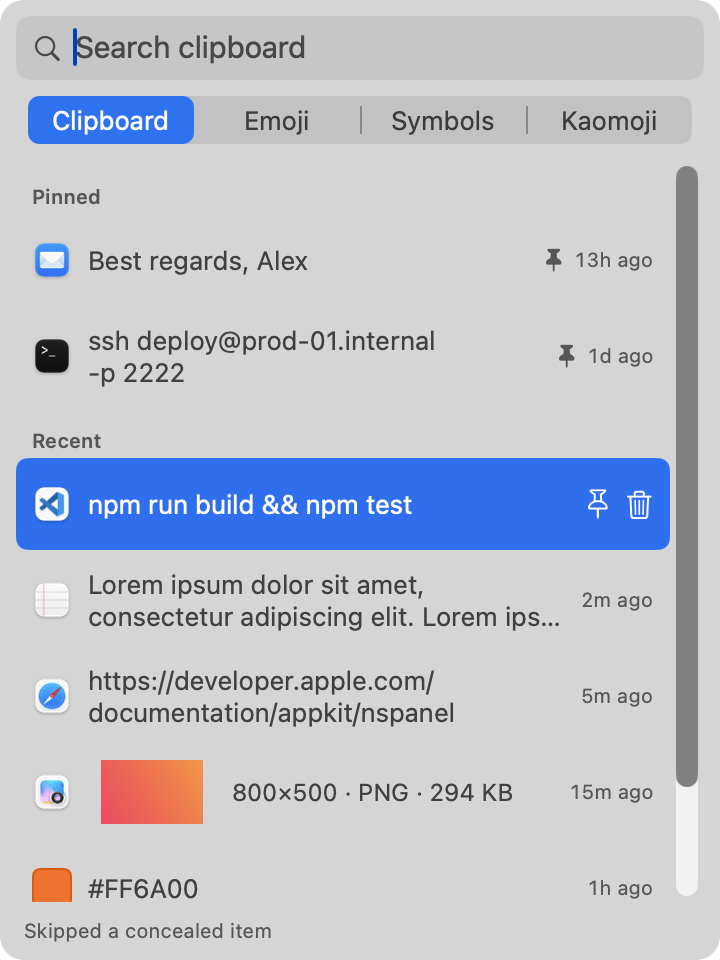 Search clipboard
Clipboard
Emoji
Symbols
Kaomoji
Pinned
Best regards, Alex
13h ago
ssh deploy@prod-01.internal
-p 2222
1d ago
Recent
npm run build && npm test
Lorem ipsum dolor sit amet,
consectetur adipiscing elit. Lorem ips...
2m ago
https://developer.apple.com/
documentation/appkit/nspanel
5m ago
800×500 · PNG · 294 KB
15m ago
#FF6A00
1h ago
Skipped a concealed item